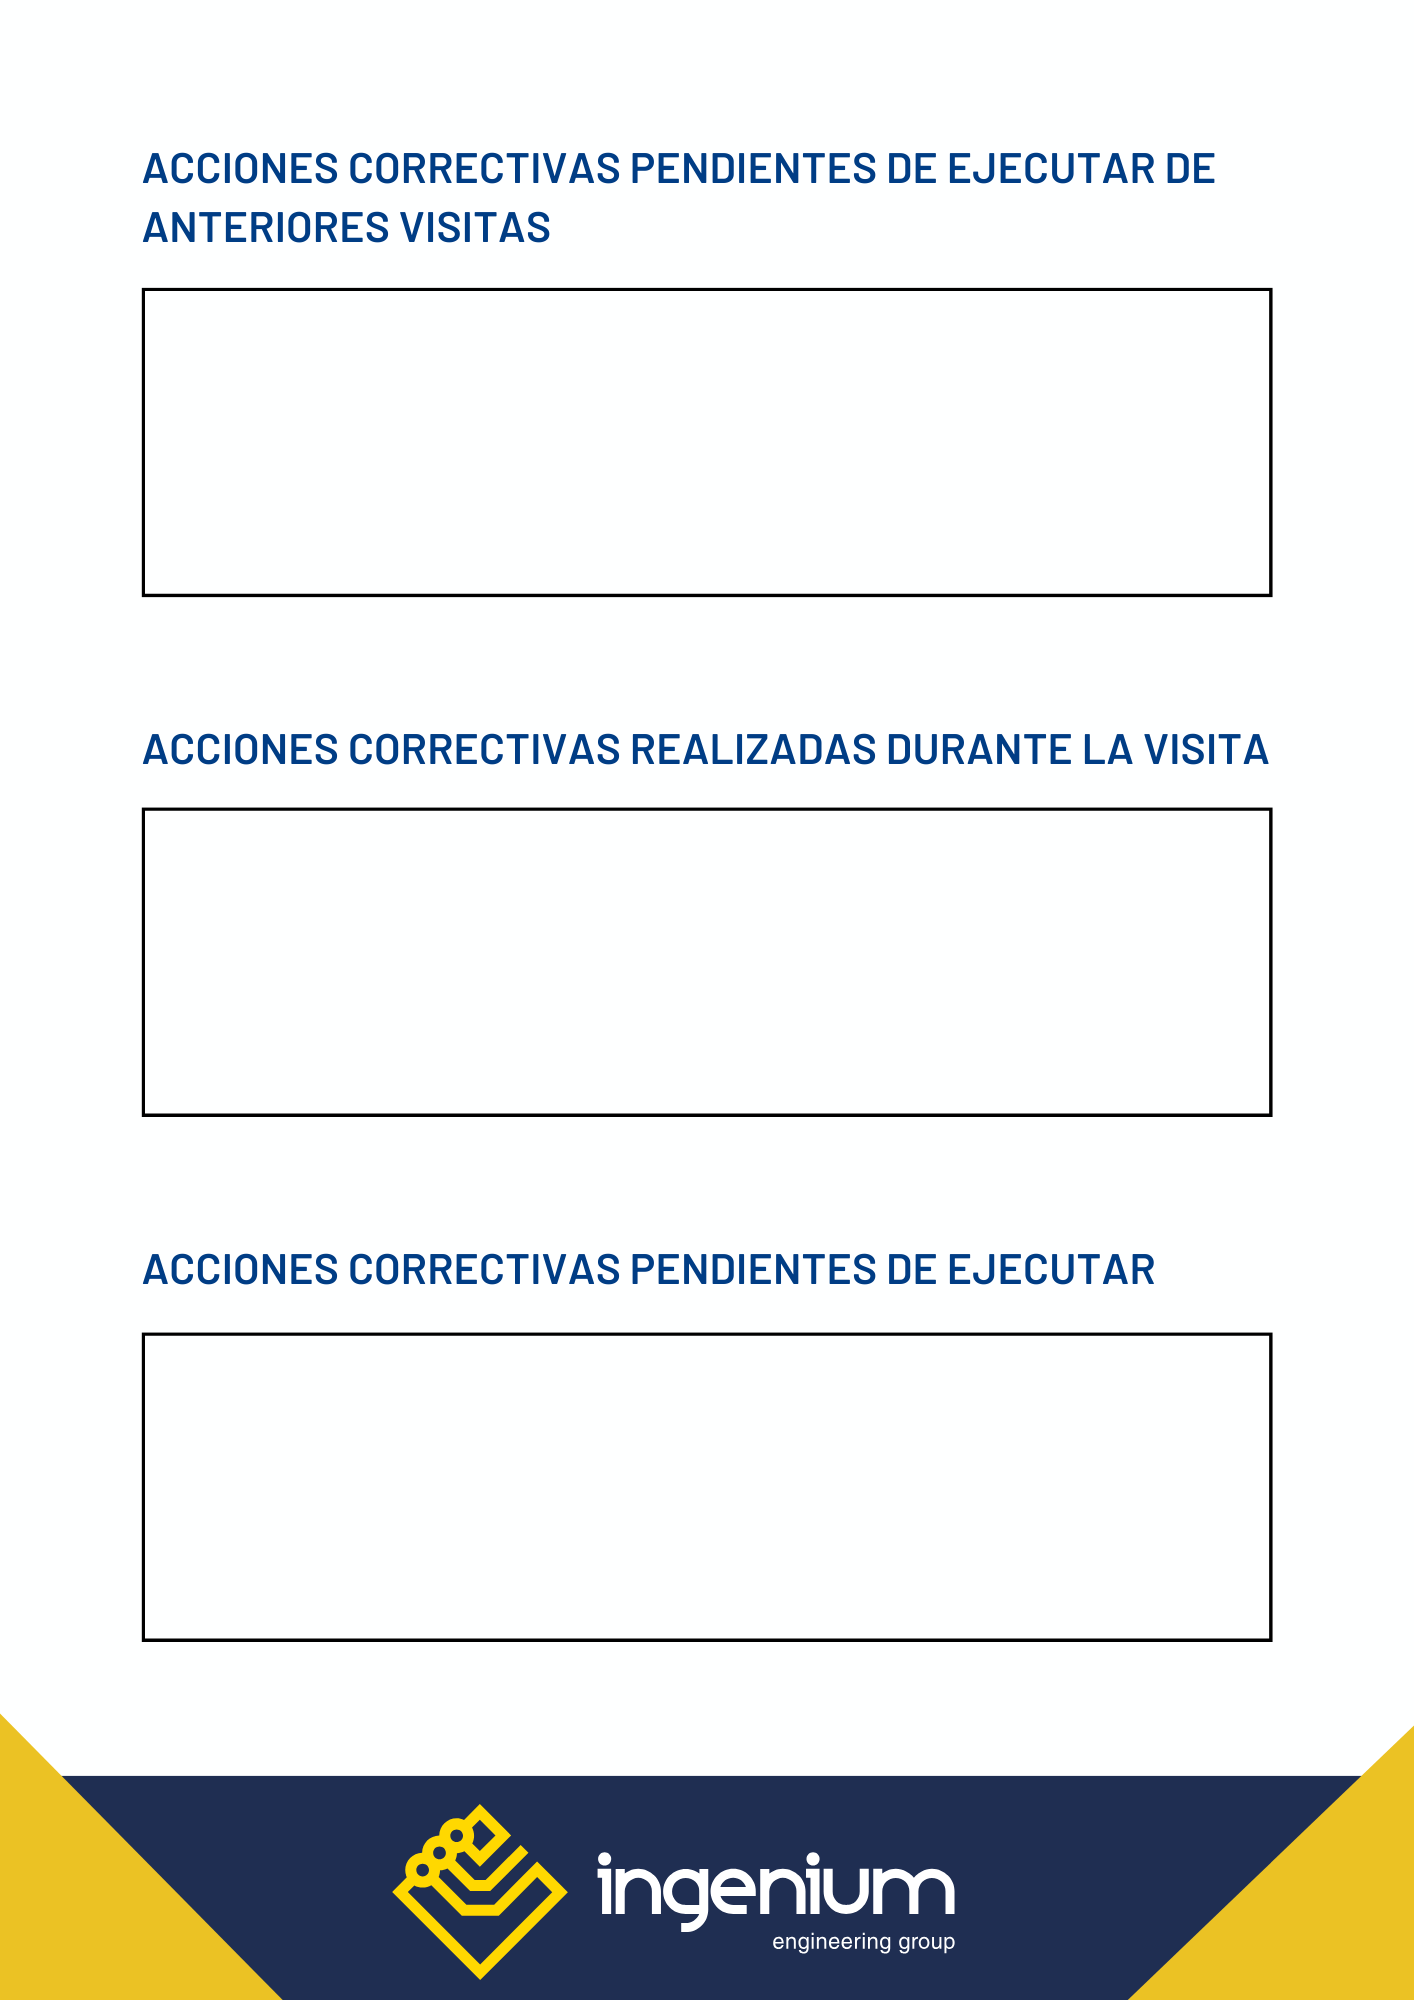 ACCIONES CORRECTIVAS PENDIENTES DE EJECUTAR DE
ANTERIORES VISITAS
ACCIONES CORRECTIVAS REALIZADAS DURANTE LA VISITA
ACCIONES CORRECTIVAS PENDIENTES DE EJECUTAR
ingenium
engineering group